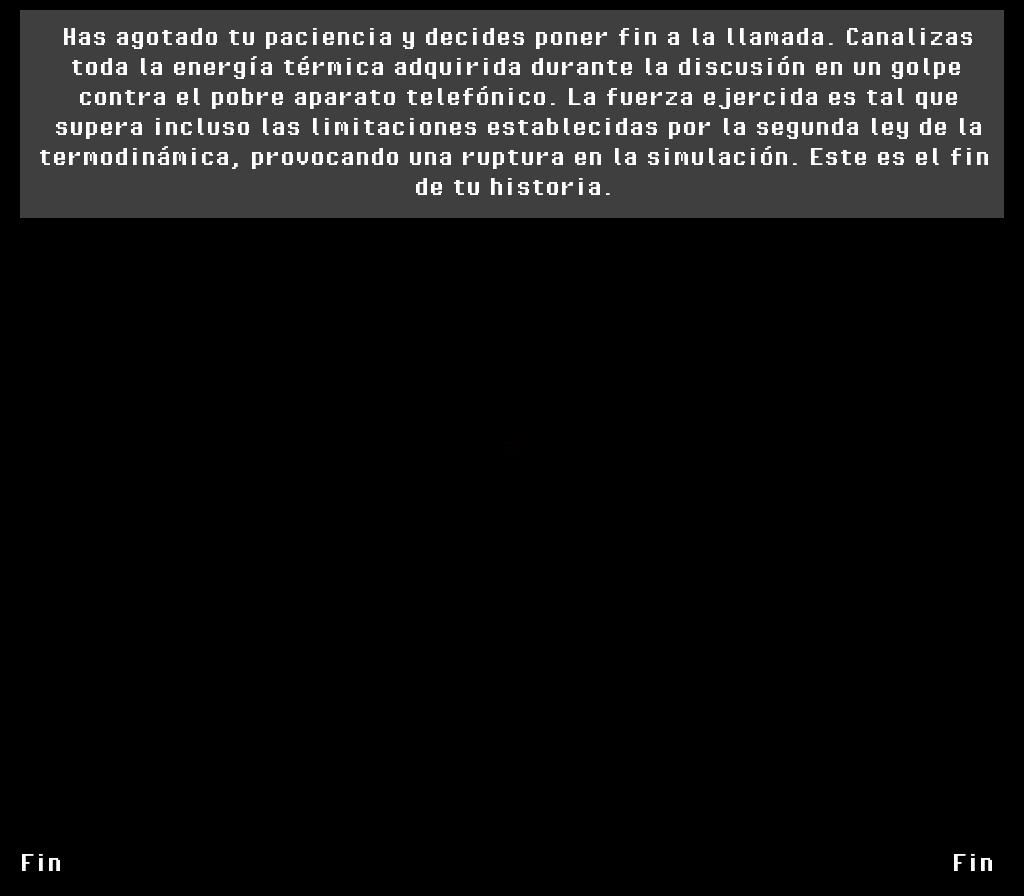 Has agotado tu paciencia y decides poner fin a la llamada. Canalizas
toda la energía térmica adquirida durante la discusión en un golpe
contra el pobre aparato telefónico. La fuerza ejercida es tal que
supera incluso las limitaciones establecidas por la segunda ley de la
termodinámica, provocando una ruptura en la simulación. Este es el fin
de tu historia.
Fin
Fin